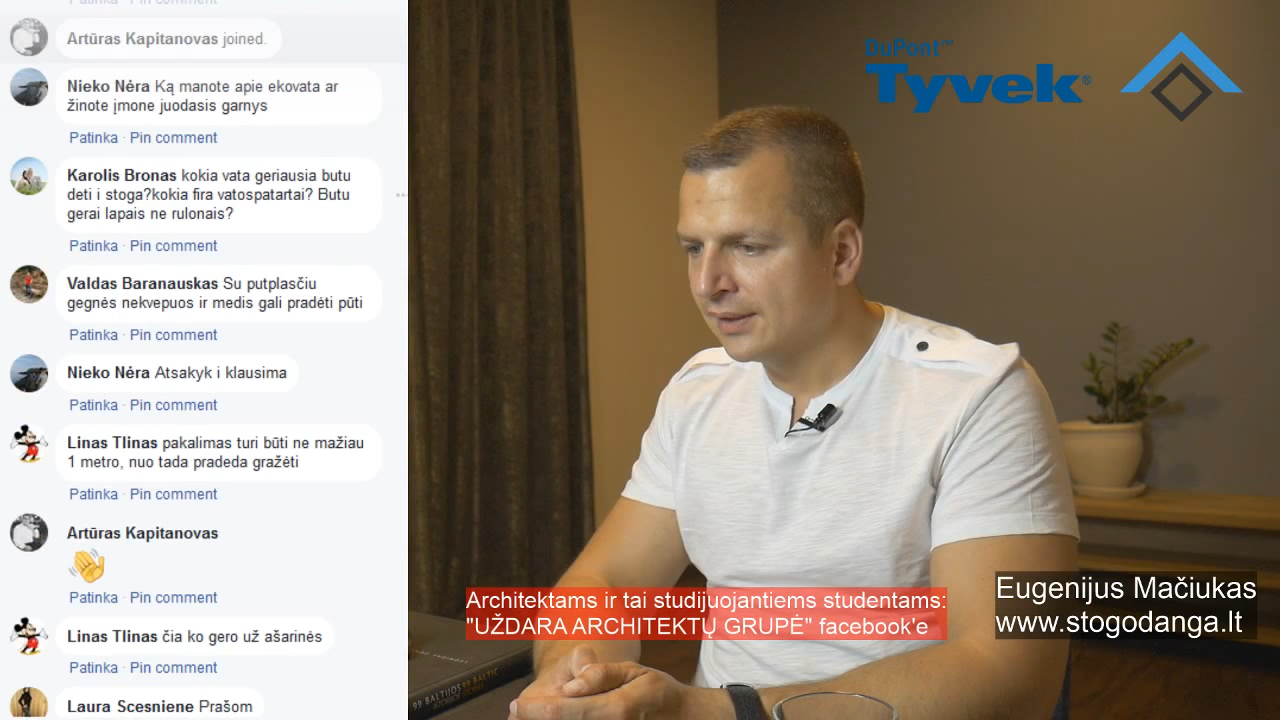 Patinka · Pin comment
Artūras Kapitanovas joined.
Nieko Nėra Ką manote apie ekovata ar
žinote įmone juodasis garnys
Patinka · Pin comment
Karolis Bronas kokia vata geriausia butu
deti i stoga?kokia fira vatospatartai? Butu
gerai lapais ne rulonais?
Patinka · Pin comment
Valdas Baranauskas Su putplasčiu
gegnės nekvepuos ir medis gali pradėti pūti
Patinka · Pin comment
Nieko Nėra Atsakyk i klausima
Patinka · Pin comment
Linas Tlinas pakalimas turi būti ne mažiau
1 metro, nuo tada pradeda gražėti
Patinka · Pin comment
Artūras Kapitanovas
Patinka · Pin comment
Linas Tlinas čia ko gero už ašarinės
Patinka · Pin comment
Laura Scesniene Prašom
DuPont™
Tyvek®
Architektams ir tai studijuojantiems studentams:
"UŽDARA ARCHITEKTŲ GRUPĖ" facebook'e
Eugenijus Mačiukas
www.stogodanga.lt